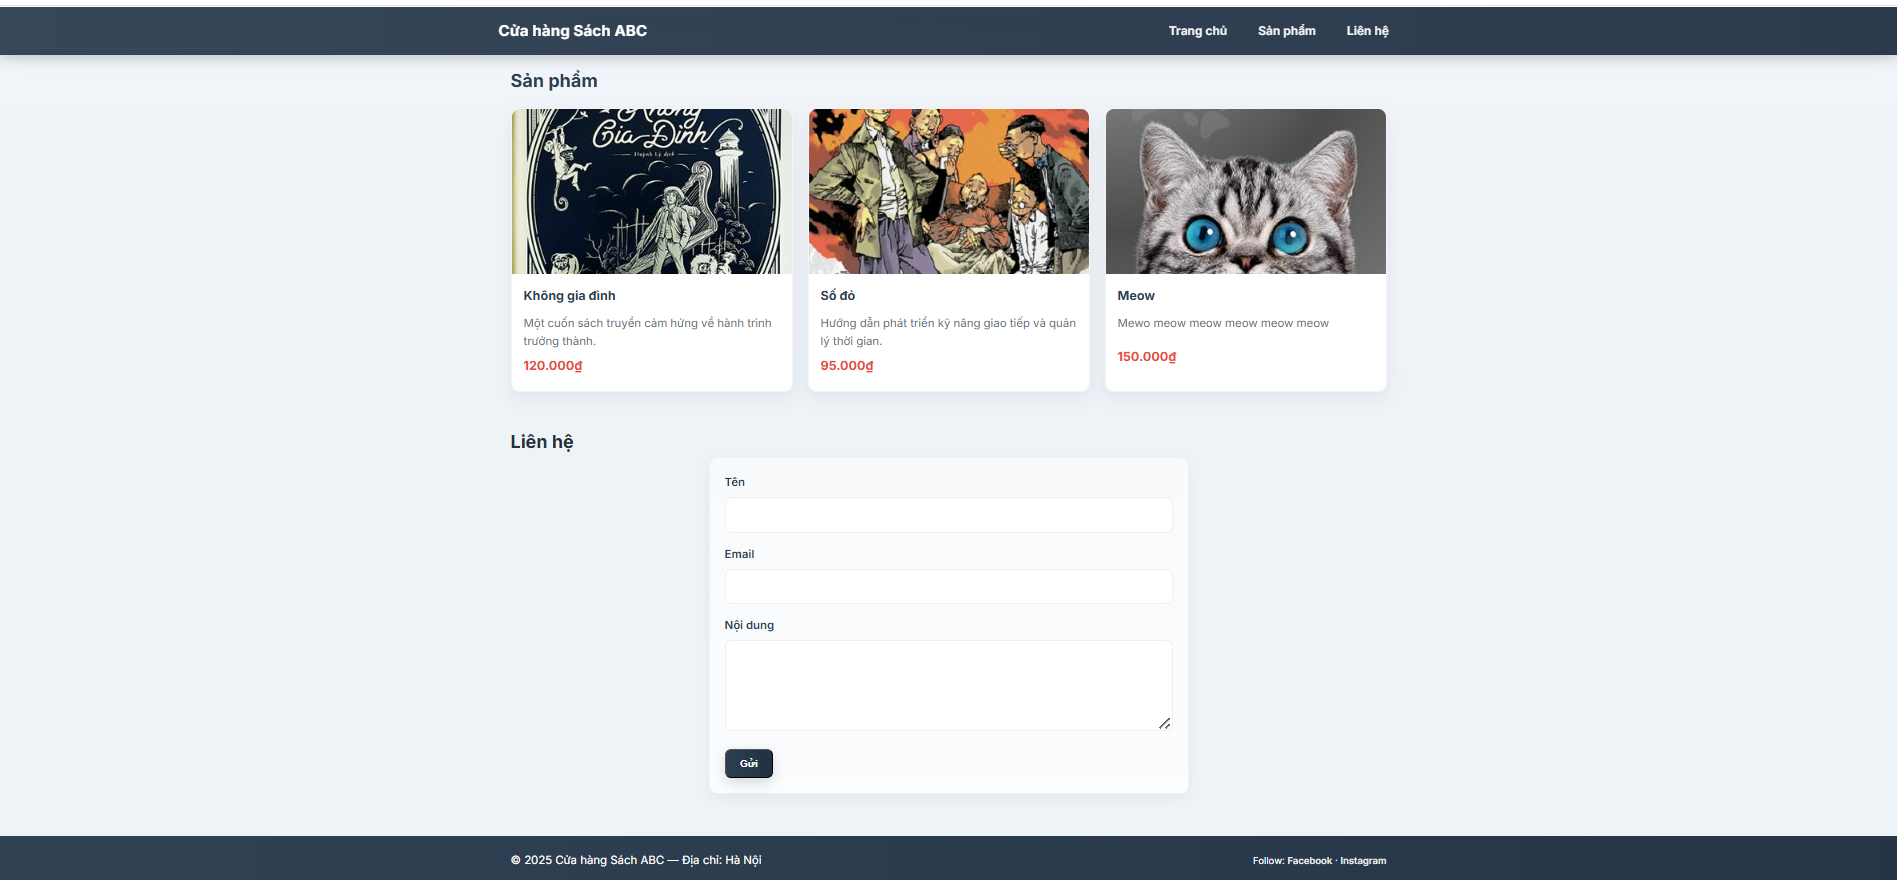 Cửa hàng Sách ABC
Trang chủ Sản phẩm Liên hệ
Sản phẩm
Không
Gia Đình
Huỳnh Lý dịch
Không gia đình
Một cuốn sách truyền cảm hứng về hành trình
trưởng thành.
120.000₫
Số đỏ
Hướng dẫn phát triển kỹ năng giao tiếp và quản
lý thời gian.
95.000₫
Meow
Mewo meow meow meow meow meow
150.000₫
Liên hệ
Tên
Email
Nội dung
Gửi
© 2025 Cửa hàng Sách ABC — Địa chỉ: Hà Nội
Follow: Facebook · Instagram